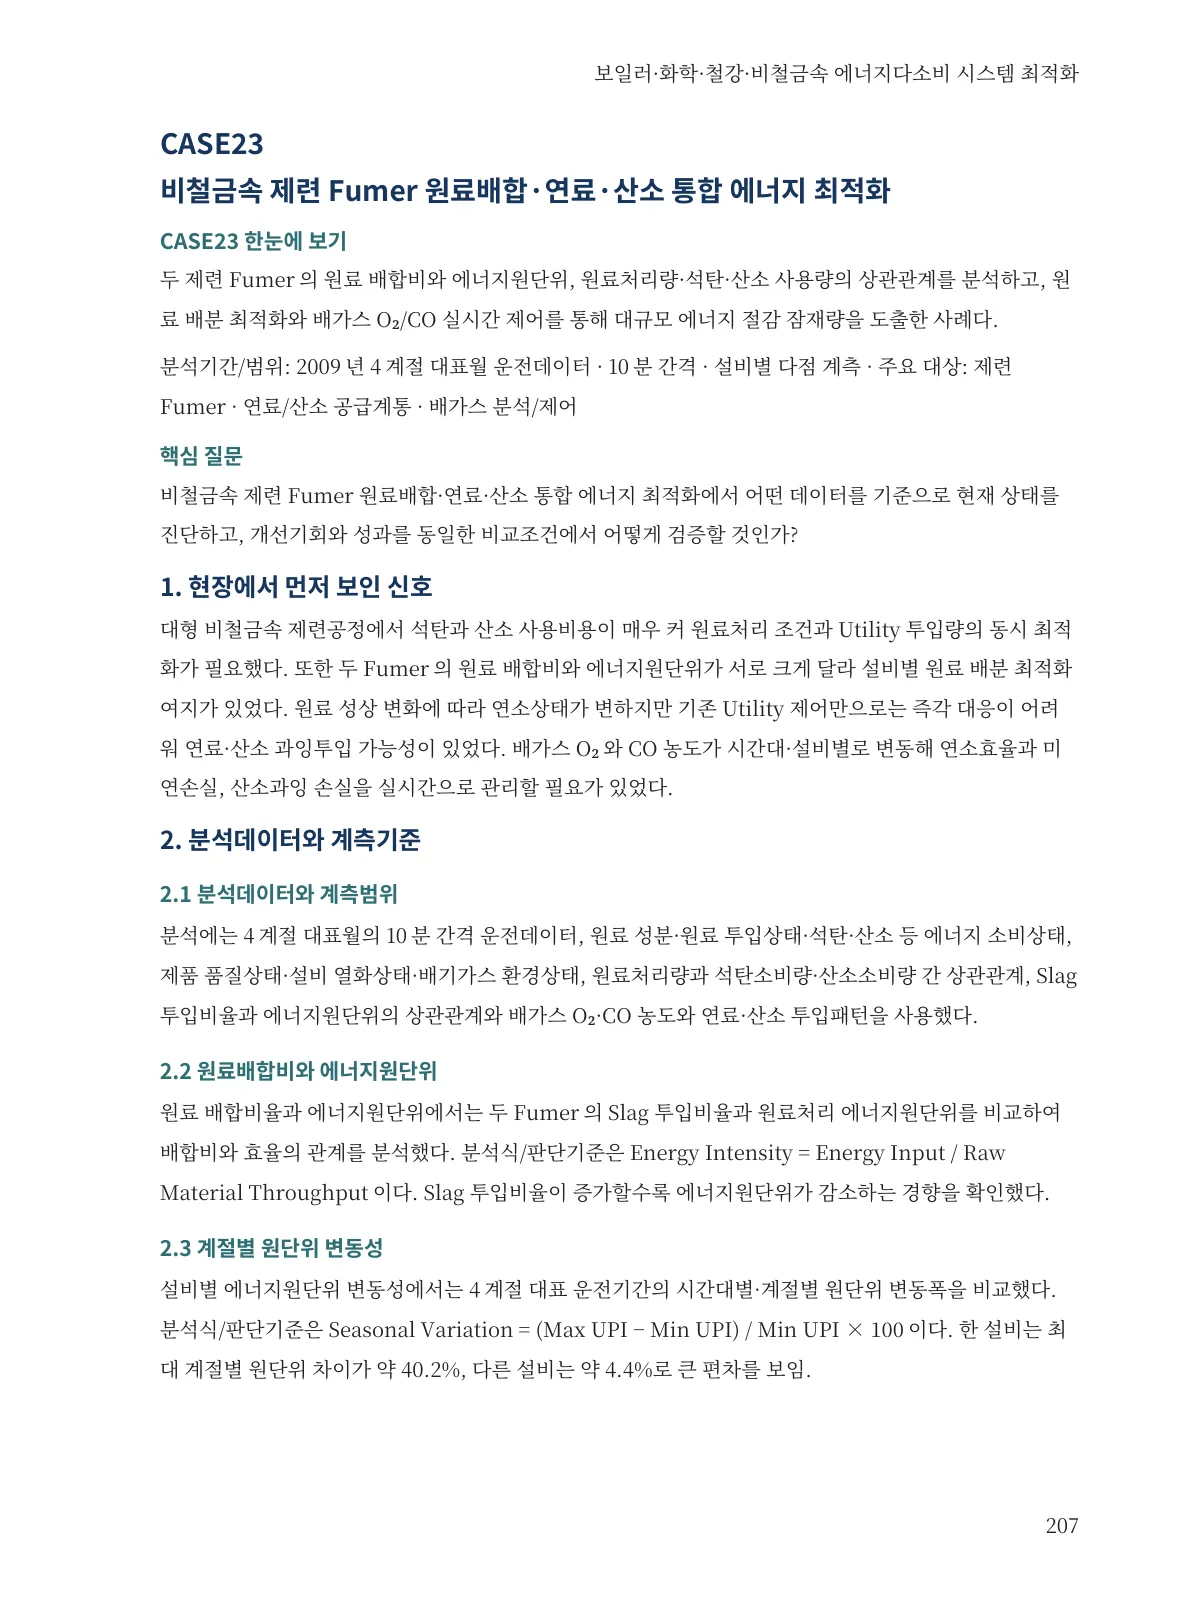 보일러·화학·철강·비철금속 에너지다소비 시스템 최적화
CASE23
비철금속 제련 Fumer 원료배합·연료·산소 통합 에너지 최적화
CASE23 한눈에 보기
두 제련 Fumer 의 원료 배합비와 에너지원단위, 원료처리량·석탄·산소 사용량의 상관관계를 분석하고, 원
료 배분 최적화와 배가스 O₂/CO 실시간 제어를 통해 대규모 에너지 절감 잠재량을 도출한 사례다.
분석기간/범위: 2009 년 4 계절 대표월 운전데이터 · 10 분 간격 · 설비별 다점 계측 · 주요 대상: 제련
Fumer · 연료/산소 공급계통 · 배가스 분석/제어
핵심 질문
비철금속 제련 Fumer 원료배합·연료·산소 통합 에너지 최적화에서 어떤 데이터를 기준으로 현재 상태를
진단하고, 개선기회와 성과를 동일한 비교조건에서 어떻게 검증할 것인가?
1. 현장에서 먼저 보인 신호
대형 비철금속 제련공정에서 석탄과 산소 사용비용이 매우 커 원료처리 조건과 Utility 투입량의 동시 최적
화가 필요했다. 또한 두 Fumer 의 원료 배합비와 에너지원단위가 서로 크게 달라 설비별 원료 배분 최적화
여지가 있었다. 원료 성상 변화에 따라 연소상태가 변하지만 기존 Utility 제어만으로는 즉각 대응이 어려
워 연료·산소 과잉투입 가능성이 있었다. 배가스 O₂ 와 CO 농도가 시간대·설비별로 변동해 연소효율과 미
연손실, 산소과잉 손실을 실시간으로 관리할 필요가 있었다.
2. 분석데이터와 계측기준
2.1 분석데이터와 계측범위
분석에는 4 계절 대표월의 10 분 간격 운전데이터, 원료 성분·원료 투입상태·석탄·산소 등 에너지 소비상태,
제품 품질상태·설비 열화상태·배기가스 환경상태, 원료처리량과 석탄소비량·산소소비량 간 상관관계, Slag
투입비율과 에너지원단위의 상관관계와 배가스 O₂·CO 농도와 연료·산소 투입패턴을 사용했다.
2.2 원료배합비와 에너지원단위
원료 배합비율과 에너지원단위에서는 두 Fumer 의 Slag 투입비율과 원료처리 에너지원단위를 비교하여
배합비와 효율의 관계를 분석했다. 분석식/판단기준은 Energy Intensity = Energy Input / Raw
Material Throughput 이다. Slag 투입비율이 증가할수록 에너지원단위가 감소하는 경향을 확인했다.
2.3 계절별 원단위 변동성
설비별 에너지원단위 변동성에서는 4 계절 대표 운전기간의 시간대별·계절별 원단위 변동폭을 비교했다.
분석식/판단기준은 Seasonal Variation = (Max UPI − Min UPI) / Min UPI × 100 이다. 한 설비는 최
대 계절별 원단위 차이가 약 40.2%, 다른 설비는 약 4.4%로 큰 편차를 보임.
207